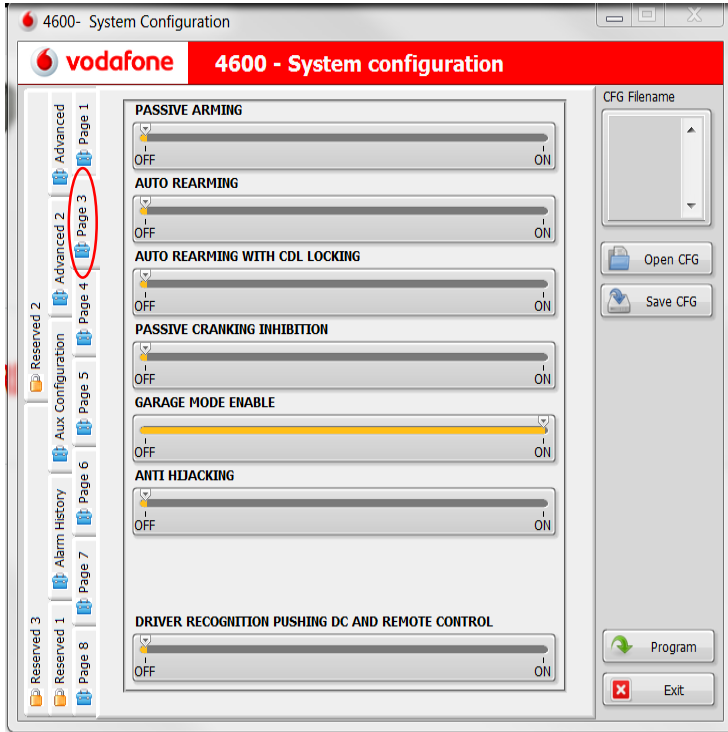 4600- System Configuration
vodafone 4600 - System configuration
Reserved 2
Reserved 3
Advanced
Advanced 2
Aux Configuration
Alarm History
Reserved 1
Page 1
Page 3
Page 4
Page 5
Page 6
Page 7
Page 8
PASSIVE ARMING
OFF ON
AUTO REARMING
OFF ON
AUTO REARMING WITH CDL LOCKING
OFF ON
PASSIVE CRANKING INHIBITION
OFF ON
GARAGE MODE ENABLE
OFF ON
ANTI HIJACKING
OFF ON
DRIVER RECOGNITION PUSHING DC AND REMOTE CONTROL
OFF ON
CFG Filename
Open CFG
Save CFG
Program
Exit